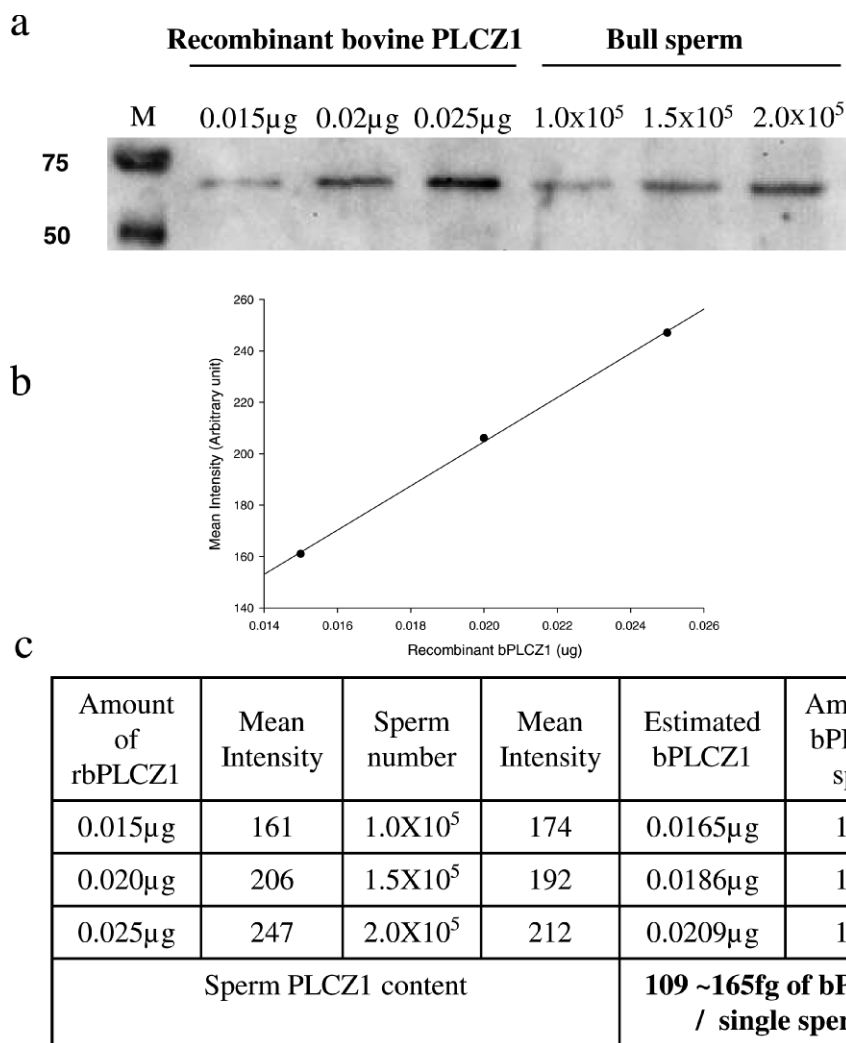 a
Recombinant bovine PLCZ1 Bull sperm
M 0.015µg 0.02µg 0.025µg 1.0x10⁵ 1.5x10⁵ 2.0x10⁵
75
50
b
260
240
220
200
180
160
140
0.014 0.016 0.018 0.020 0.022 0.024 0.026
Mean Intensity (Arbitrary unit)
Recombinant bPLCZ1 (ug)
c
Amount
of
rbPLCZ1
Mean
Intensity
Sperm
number
Mean
Intensity
Estimated
bPLCZ1
0.015µg 161 1.0X10⁵ 174 0.0165µg
0.020µg 206 1.5X10⁵ 192 0.0186µg
0.025µg 247 2.0X10⁵ 212 0.0209µg
Sperm PLCZ1 content
109 ~165fg of
/ single